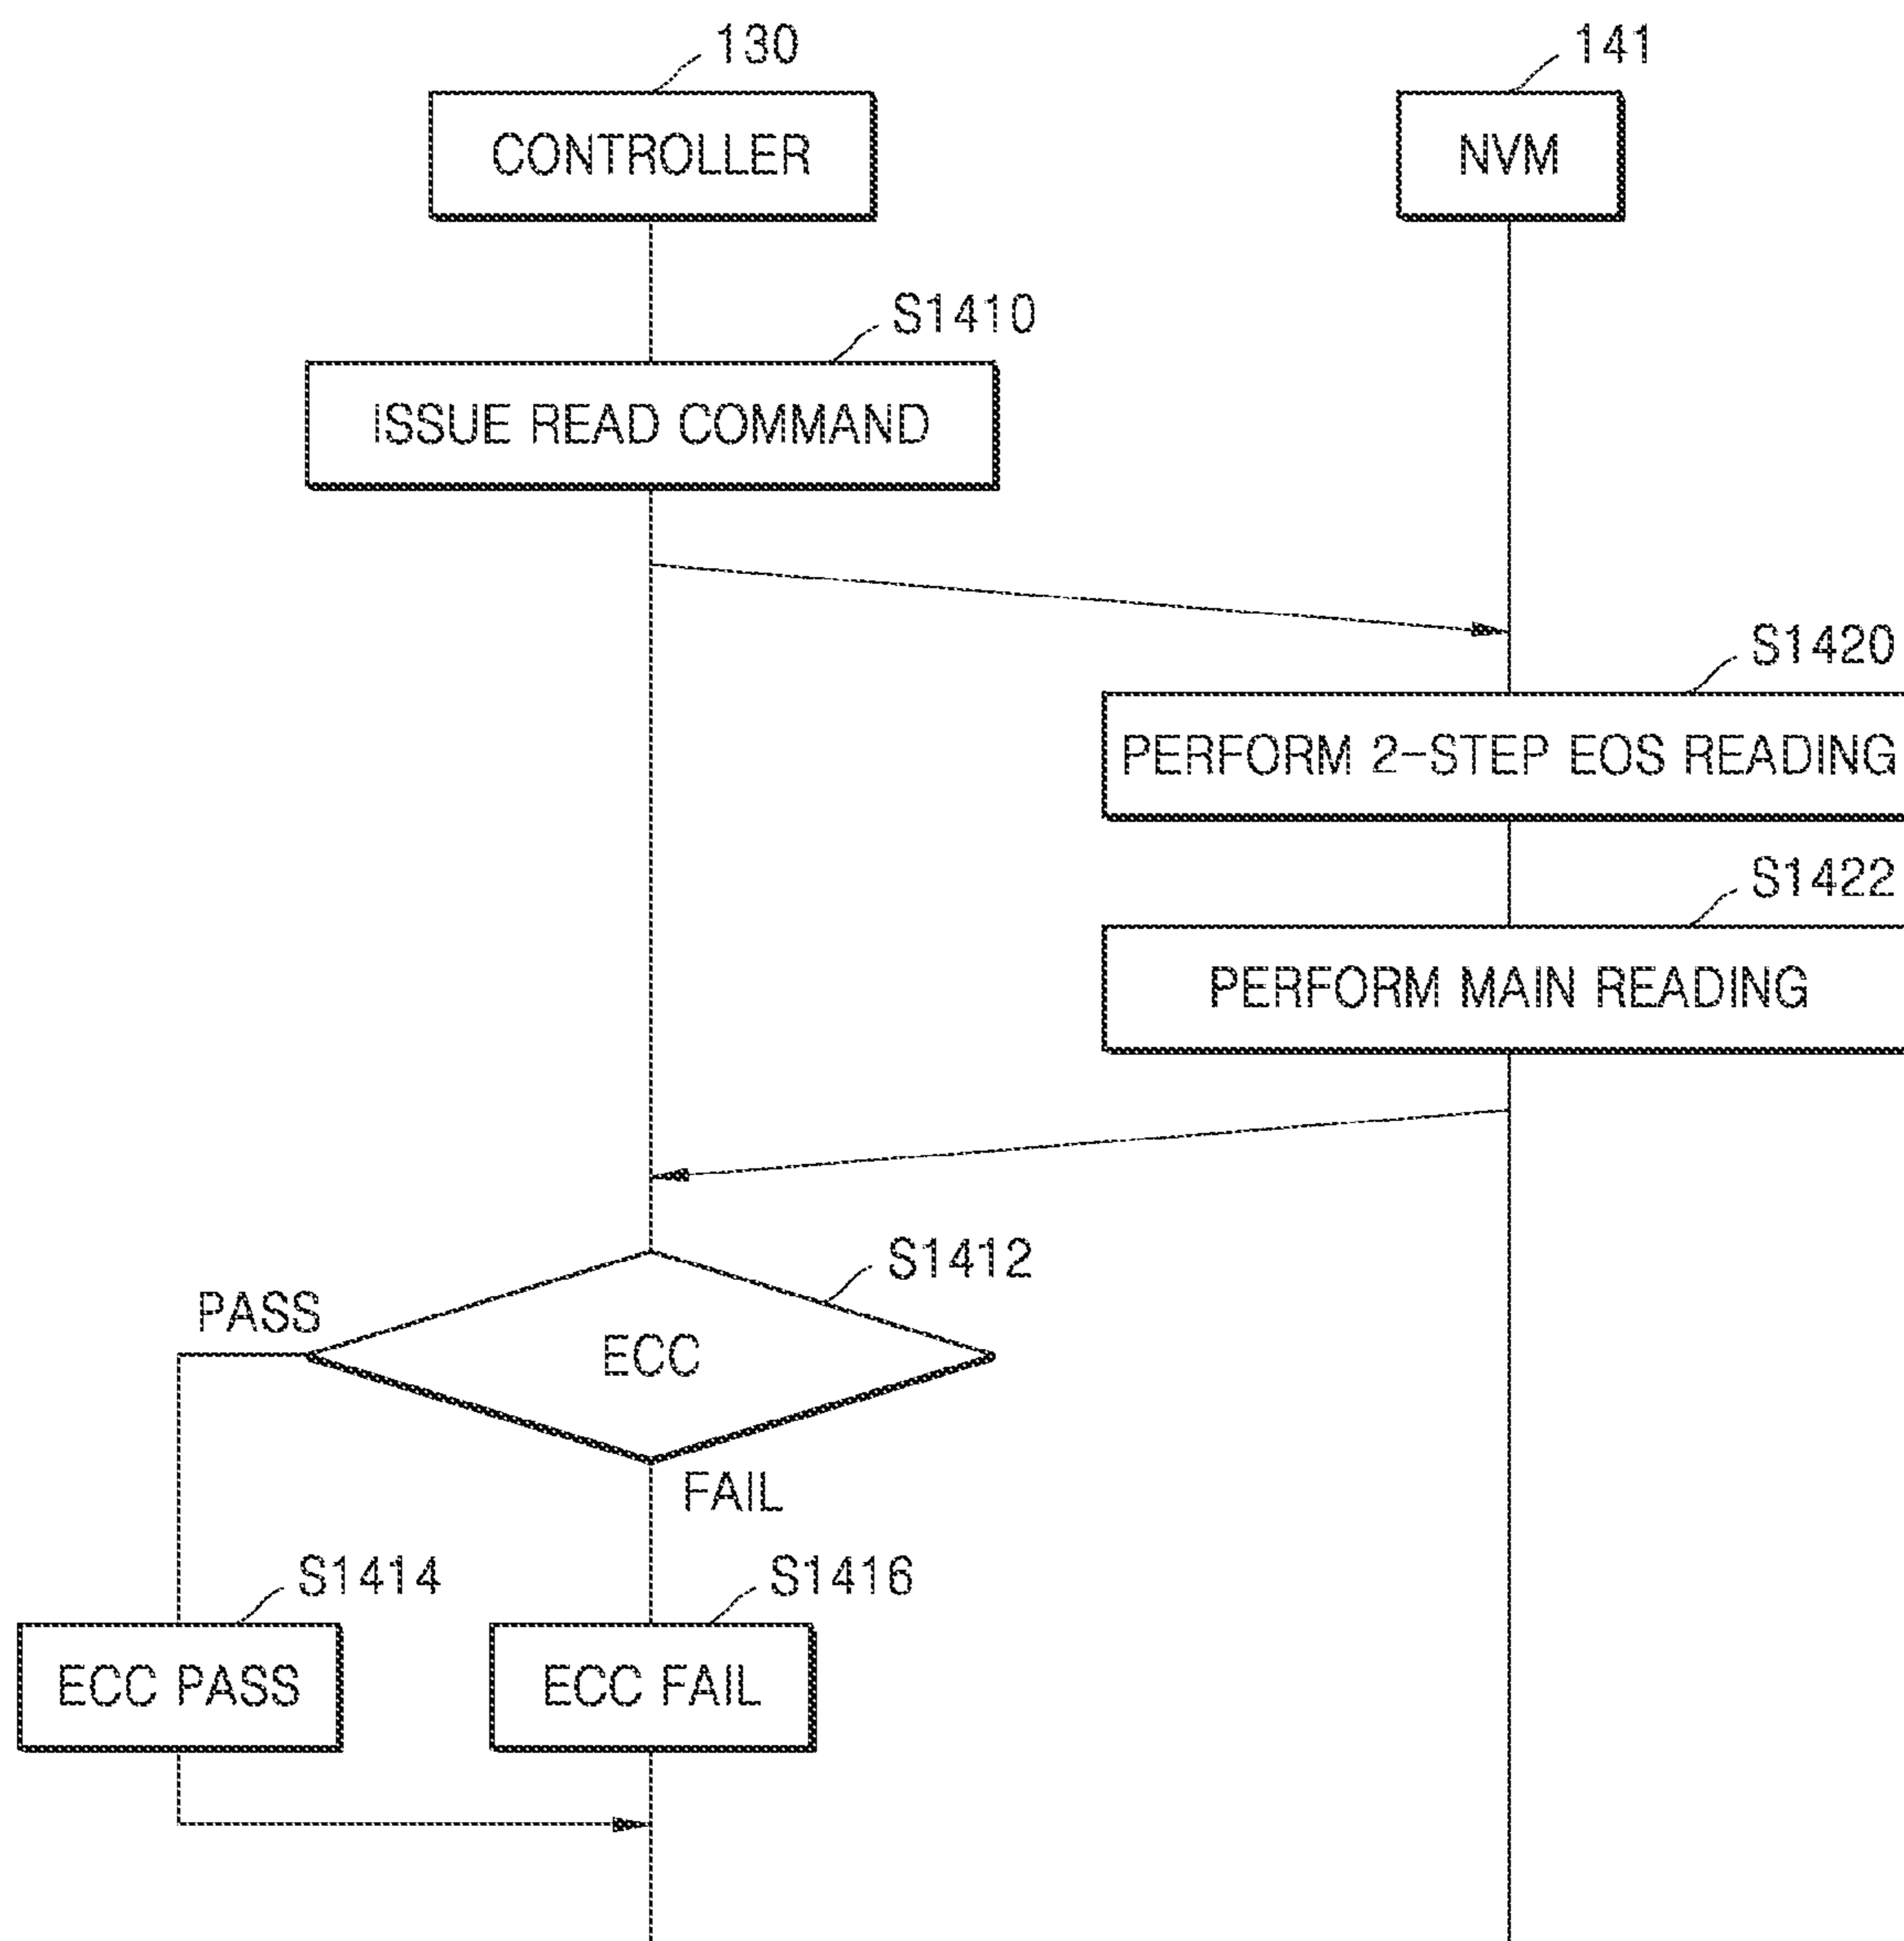 130
141
CONTROLLER
NVM
S1410
ISSUE READ COMMAND
S1420
PERFORM 2-STEP EOS READING
S1422
PERFORM MAIN READING
S1412
PASS
ECC
FAIL
S1414
S1416
ECC PASS
ECC FAIL